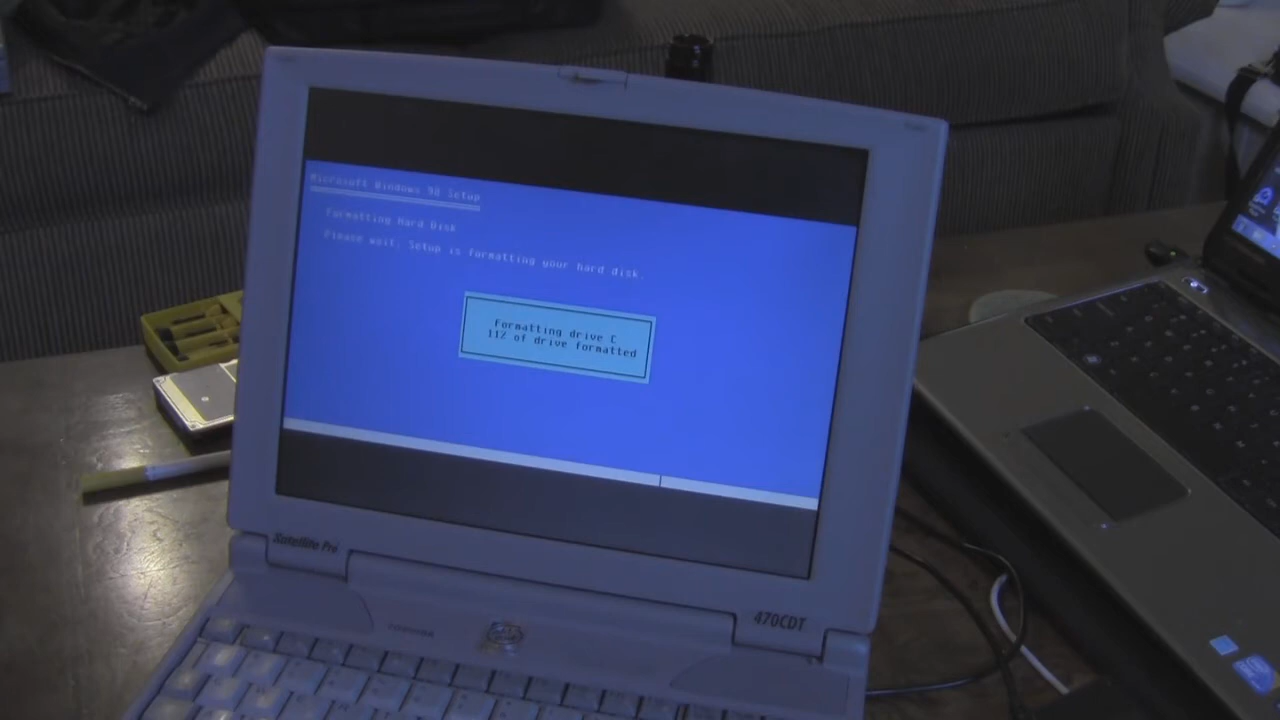 Microsoft Windows 98 Setup
Formatting Hard Disk
Please wait. Setup is formatting your hard disk.
Formatting drive C
11% of drive formatted
Satellite Pro
470CDT
TOSHIBA